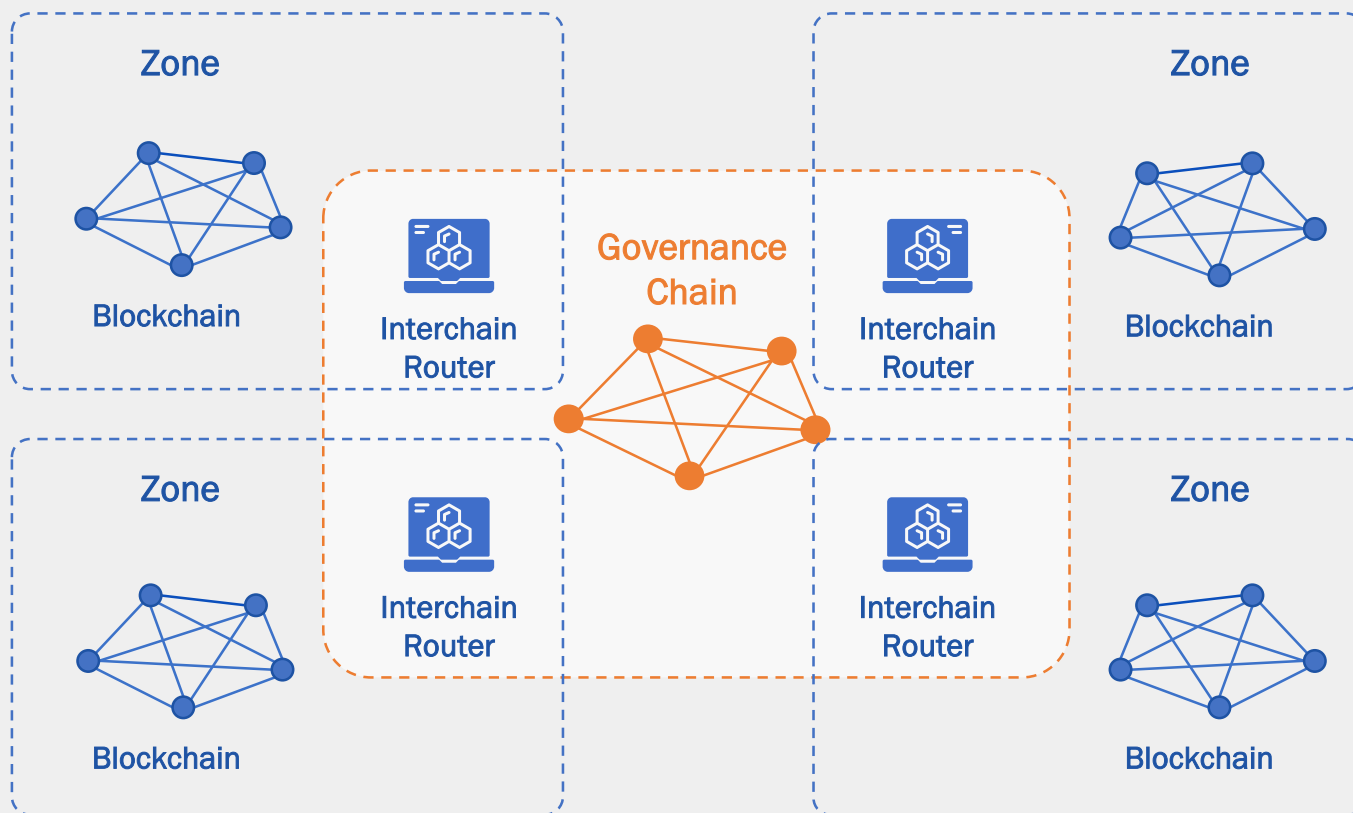 Zone
Zone
Governance
Chain
Blockchain
Interchain
Router
Interchain
Router
Blockchain
Zone
Zone
Interchain
Router
Interchain
Router
Blockchain
Blockchain